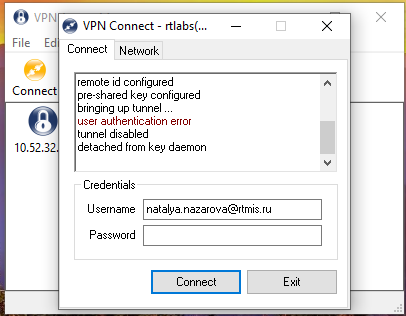 VPN
VPN Connect - rtlabs(...
File
Edi
Connect
Network
Connect
10.52.32.
remote id configured
pre-shared key configured
bringing up tunnel ...
user authentication error
tunnel disabled
detached from key daemon
Credentials
Username natalya.nazarova@rtmis.ru
Password
Connect Exit